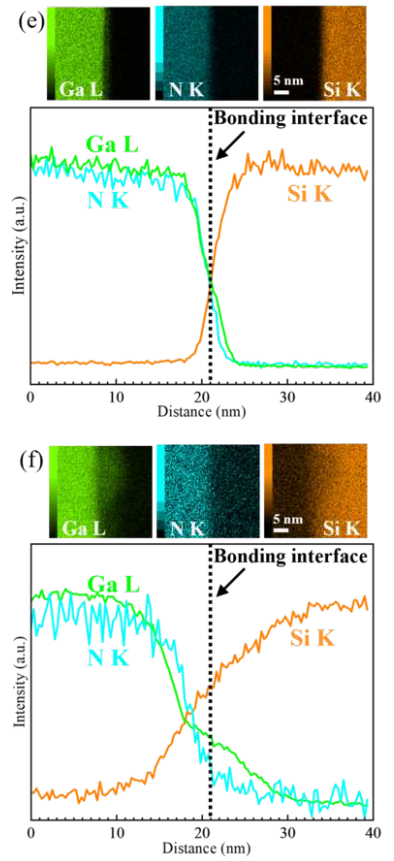 (e)
Ga L
N K
5 nm
Si K
Bonding interface
Ga L
N K
Si K
Intensity (a.u.)
0
10
20
30
40
Distance (nm)
(f)
Ga L
N K
5 nm
Si K
Bonding interface
Ga L
N K
Si K
Intensity (a.u.)
0
10
20
30
40
Distance (nm)